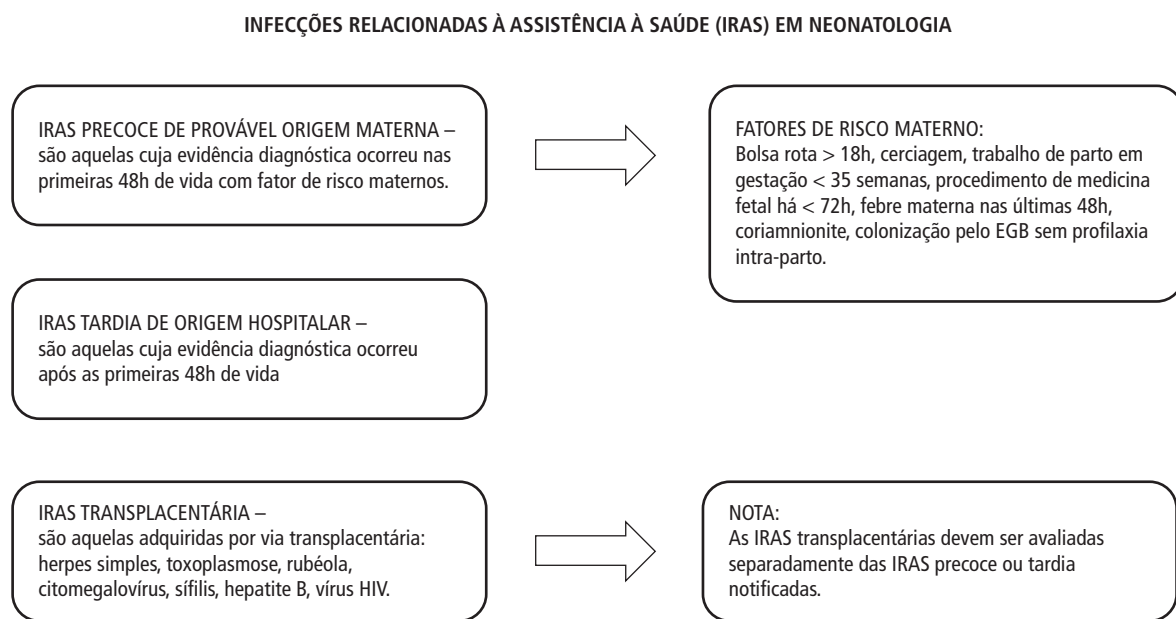 INFECÇÕES RELACIONADAS À ASSISTÊNCIA À SAÚDE (IRAS) EM NEONATOLOGIA
IRAS PRECOCE DE PROVÁVEL ORIGEM MATERNA –
são aquelas cuja evidência diagnóstica ocorreu nas
primeiras 48h de vida com fator de risco maternos.
FATORES DE RISCO MATERNO:
Bolsa rota > 18h, cerciagem, trabalho de parto em
gestação < 35 semanas, procedimento de medicina
fetal há < 72h, febre materna nas últimas 48h,
coriamnionite, colonização pelo EGB sem profilaxia
intra-parto.
IRAS TARDIA DE ORIGEM HOSPITALAR –
são aquelas cuja evidência diagnóstica ocorreu
após as primeiras 48h de vida
IRAS TRANSPLACENTÁRIA –
são aquelas adquiridas por via transplacentária:
herpes simples, toxoplasmose, rubéola,
citomegalovírus, sífilis, hepatite B, vírus HIV.
NOTA:
As IRAS transplacentárias devem ser avaliadas
separadamente das IRAS precoce ou tardia
notificadas.